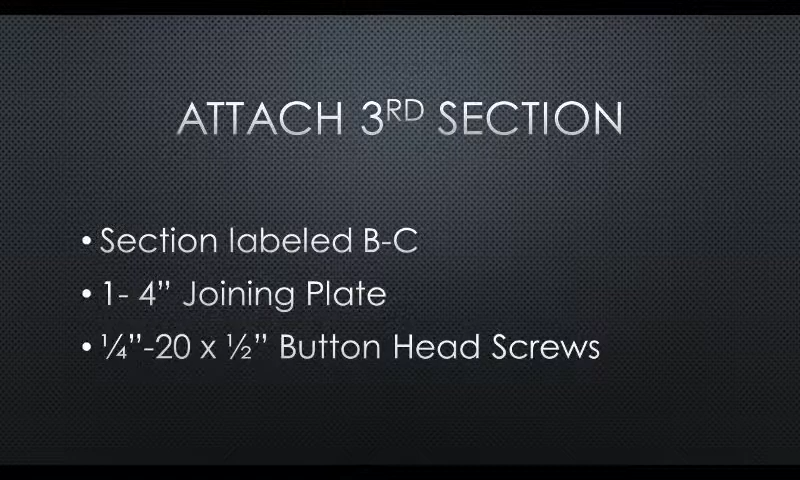 ATTACH 3RD SECTION
• Section labeled B-C
• 1- 4” Joining Plate
• ¼”-20 x ½” Button Head Screws